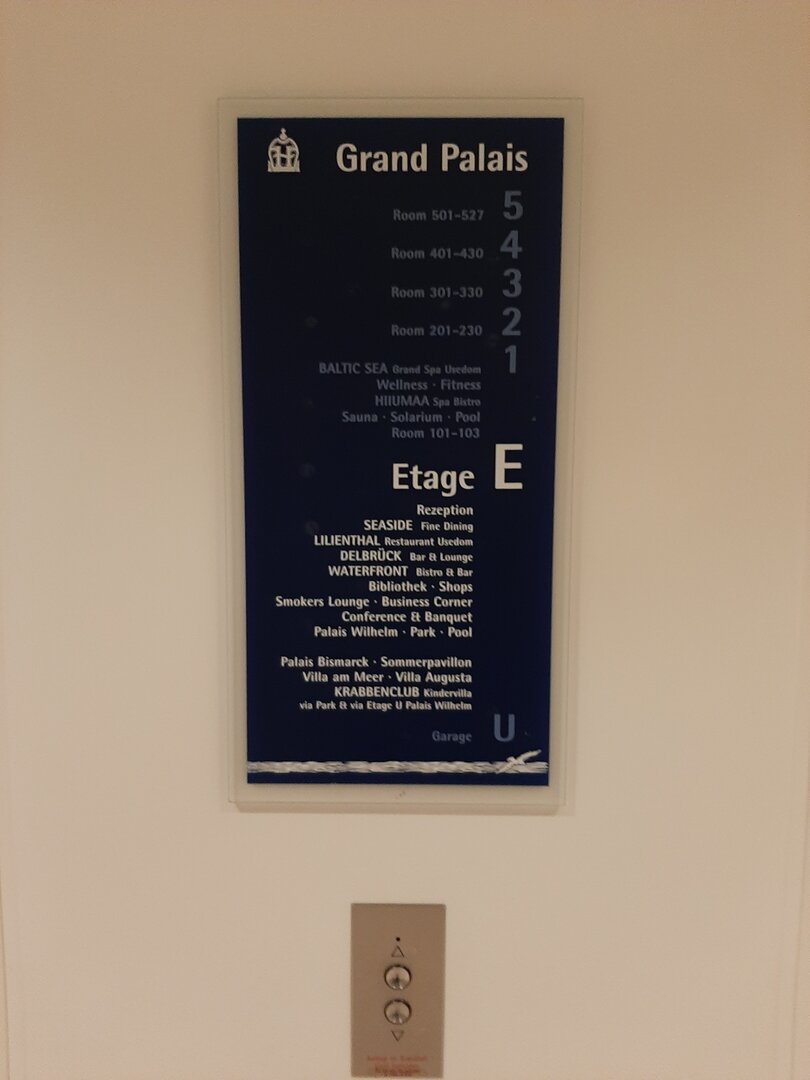 Grand Palais
Room 501-527 5
Room 401-430 4
Room 301-330 3
Room 201-230 2
1
BALTIC SEA Grand Spa Usedom
Wellness · Fitness
HIIUMAA Spa Bistro
Sauna · Solarium · Pool
Room 101-103
Etage E
Rezeption
SEASIDE Fine Dining
LILIENTHAL Restaurant Usedom
DELBRÜCK Bar & Lounge
WATERFRONT Bistro & Bar
Bibliothek · Shops
Smokers Lounge · Business Corner
Conference & Banquet
Palais Wilhelm · Park · Pool
Palais Bismarck · Sommerpavillon
Villa am Meer · Villa Augusta
KRABBENCLUB Kindervilla
via Park & via Etage U Palais Wilhelm
Garage U